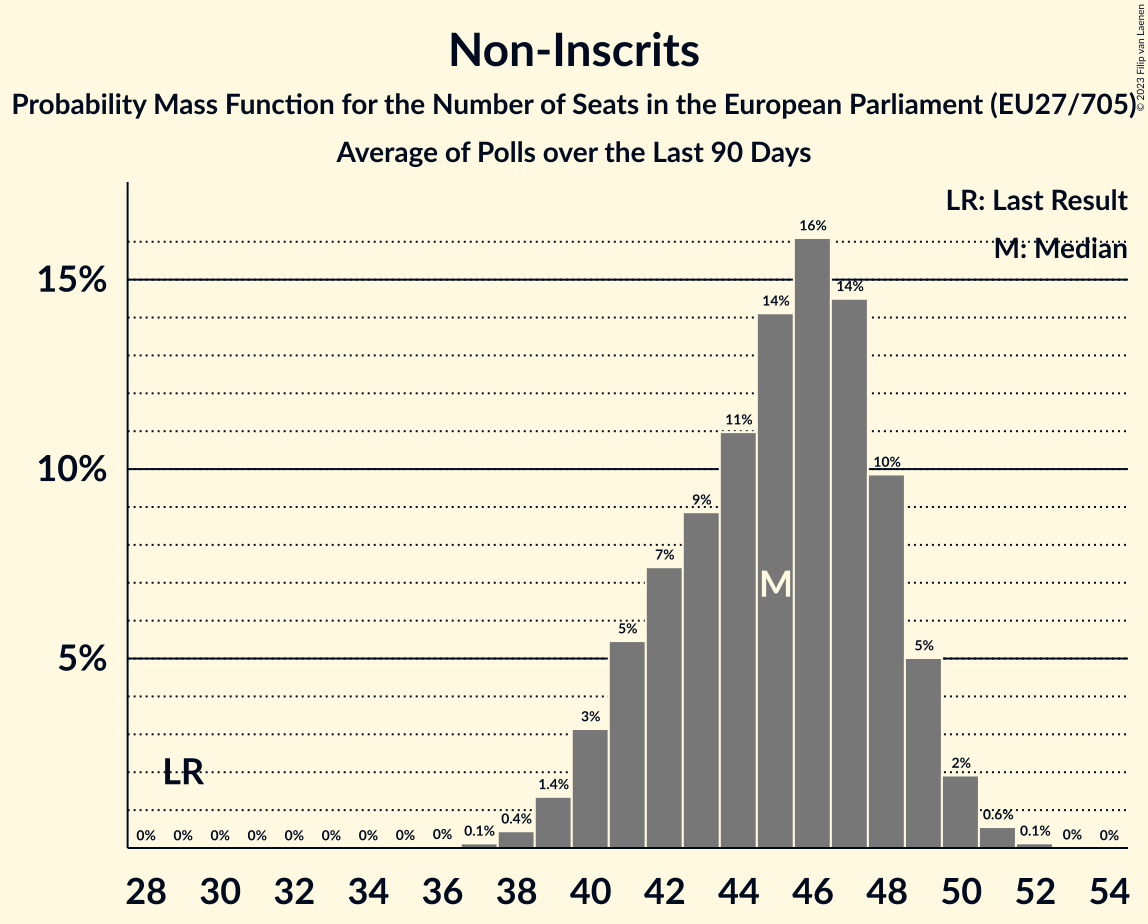 Non-Inscrits
Probability Mass Function for the Number of Seats in the European Parliament (EU27/705)
Average of Polls over the Last 90 Days
© 2023 Filip van Laenen
LR: Last Result
M: Median
15%
10%
5%
0% 0% 0% 0% 0% 0% 0% 0% 0% 0.1% 0.4% 1.4% 3% 5% 7% 9% 11% 14% 16% 14% 10% 5% 2% 0.6% 0.1% 0% 0%
LR
M
28 30 32 34 36 38 40 42 44 46 48 50 52 54